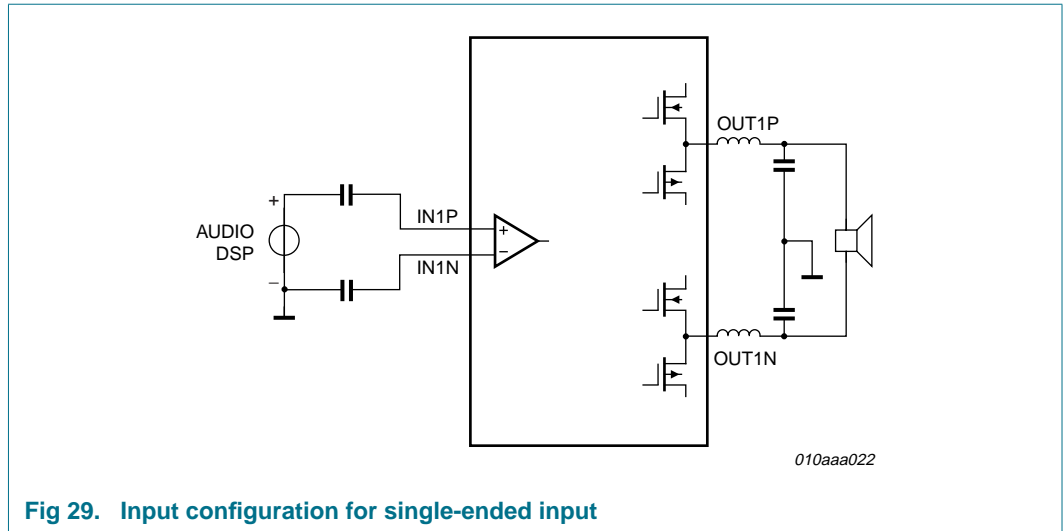 OUT1P
+
IN1P
+
AUDIO
DSP
−
IN1N
−
OUT1N
010aaa022
Fig 29. Input configuration for single-ended input